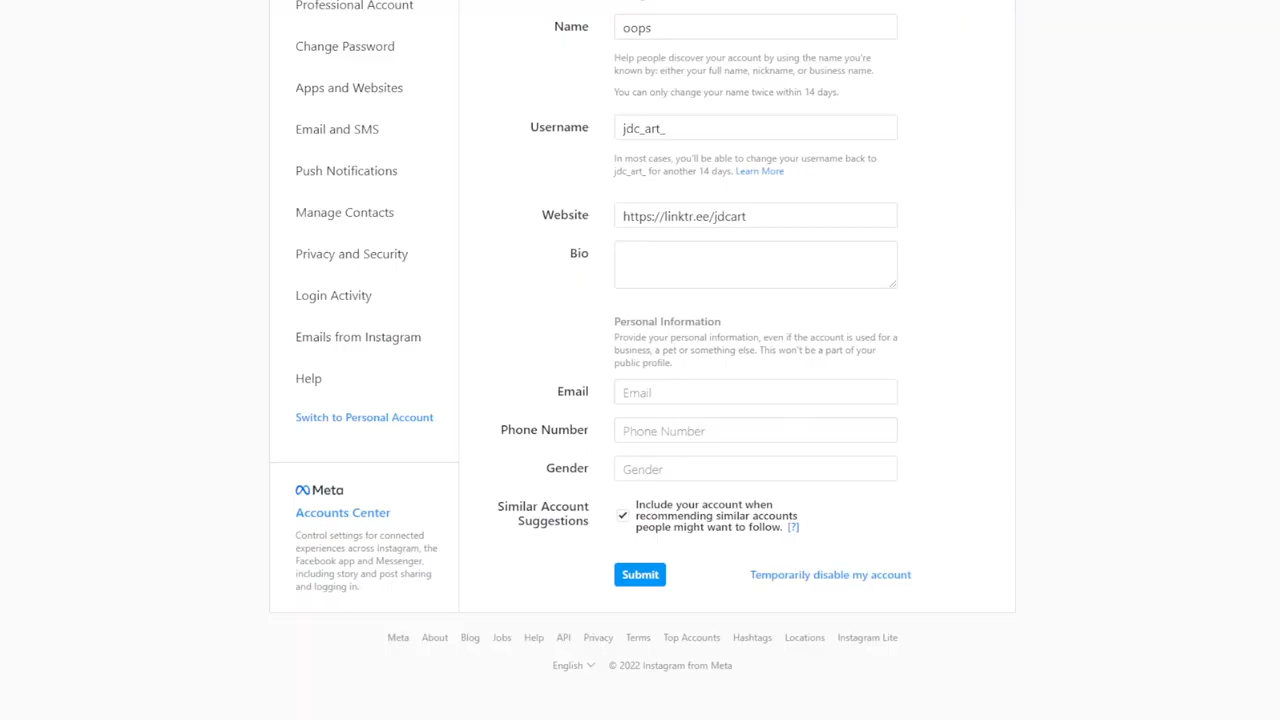 Professional Account
Change Password
Apps and Websites
Email and SMS
Push Notifications
Manage Contacts
Privacy and Security
Login Activity
Emails from Instagram
Help
Switch to Personal Account
Meta
Accounts Center
Control settings for connected
experiences across Instagram, the
Facebook app and Messenger,
including story and post sharing
and logging in.
Name
oops
Help people discover your account by using the name you're
known by: either your full name, nickname, or business name.
You can only change your name twice within 14 days.
Username
jdc_art_
In most cases, you'll be able to change your username back to
jdc_art_ for another 14 days. Learn More
Website
https://linktr.ee/jdcart
Bio
Personal Information
Provide your personal information, even if the account is used for a
business, a pet or something else. This won't be a part of your
public profile.
Email
Email
Phone Number
Phone Number
Gender
Gender
Similar Account
Suggestions
Include your account when
recommending similar accounts
people might want to follow. [?]
Submit
Temporarily disable my account
Meta About Blog Jobs Help API Privacy Terms Top Accounts Hashtags Locations Instagram Lite
English © 2022 Instagram from Meta